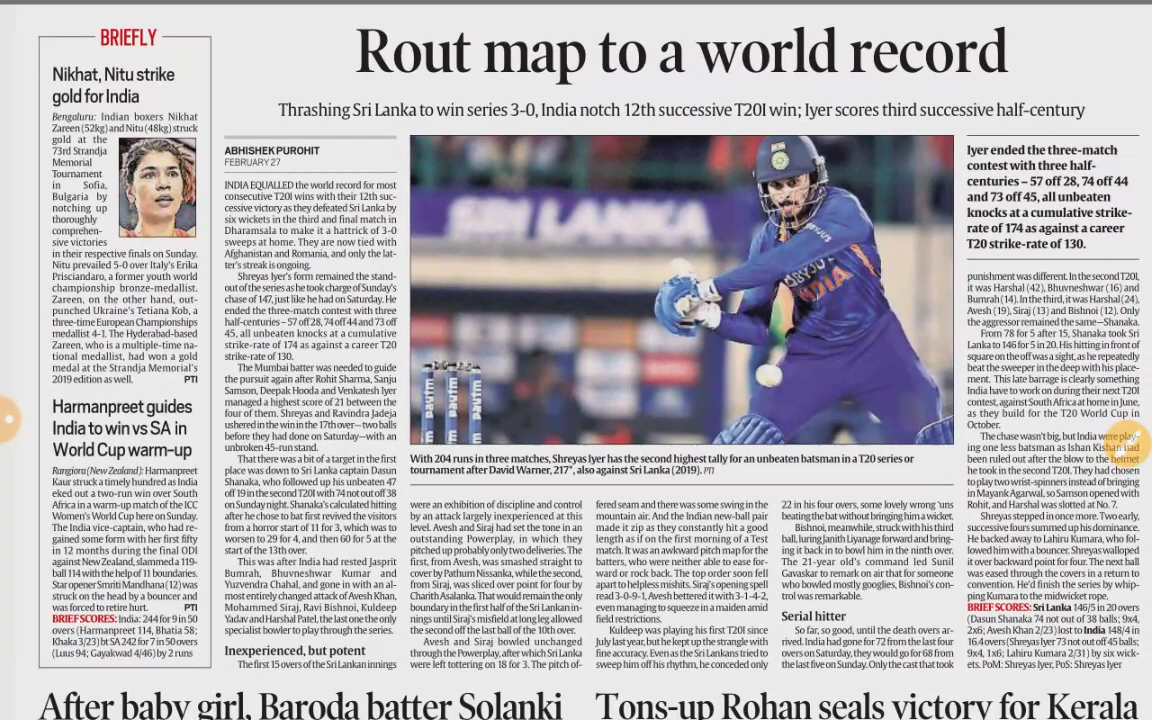 BRIEFLY
Nikhat, Nitu strike
gold for India
Bengaluru: Indian boxers Nikhat
Zareen (52kg) and Nitu (48kg) struck
gold at the
73rd Strandja
Memorial
Tournament
in Sofia,
Bulgaria by
notching up
thoroughly
comprehen-
sive victories
in their respective finals on Sunday.
Nitu prevailed 5-0 over Italy's Erika
Prisciandaro, a former youth world
championship bronze-medallist.
Zareen, on the other hand, out-
punched Ukraine's Tetiana Kob, a
three-time European Championships
medallist 4-1. The Hyderabad-based
Zareen, who is a multiple-time na-
tional medallist, had won a gold
medal at the Strandja Memorial's
2019 edition as well. PTI
Harmanpreet guides
India to win vs SA in
World Cup warm-up
Rangiora (New Zealand): Harmanpreet
Kaur struck a timely hundred as India
eked out a two-run win over South
Africa in a warm-up match of the ICC
Women's World Cup here on Sunday.
The India vice-captain, who had re-
gained some form with her first fifty
in 12 months during the final ODI
against New Zealand, slammed a 119-
ball 114 with the help of 11 boundaries.
Star opener Smriti Mandhana (12) was
struck on the head by a bouncer and
was forced to retire hurt. PTI
BRIEF SCORES: India: 244 for 9 in 50
overs (Harmanpreet 114, Bhatia 58;
Khaka 3/23) bt SA 242 for 7 in 50 overs
(Luus 94; Gayakwad 4/46) by 2 runs
Rout map to a world record
Thrashing Sri Lanka to win series 3-0, India notch 12th successive T20I win; Iyer scores third successive half-century
ABHISHEK PUROHIT
FEBRUARY 27
INDIA EQUALLED the world record for most
consecutive T20I wins with their 12th suc-
cessive victory as they defeated Sri Lanka by
six wickets in the third and final match in
Dharamsala to make it a hattrick of 3-0
sweeps at home. They are now tied with
Afghanistan and Romania, and only the lat-
ter's streak is ongoing.
Shreyas Iyer's form remained the stand-
out of the series as he took charge of Sunday's
chase of 147, just like he had on Saturday. He
ended the three-match contest with three
half-centuries – 57 off 28, 74 off 44 and 73 off
45, all unbeaten knocks at a cumulative
strike-rate of 174 as against a career T20
strike-rate of 130.
The Mumbai batter was needed to guide
the pursuit again after Rohit Sharma, Sanju
Samson, Deepak Hooda and Venkatesh Iyer
managed a highest score of 21 between the
four of them. Shreyas and Ravindra Jadeja
ushered in the win in the 17th over— two balls
before they had done on Saturday—with an
unbroken 45-run stand.
That there was a bit of a target in the first
place was down to Sri Lanka captain Dasun
Shanaka, who followed up his unbeaten 47
off 19 in the second T20I with 74 not out off 38
on Sunday night. Shanaka's calculated hitting
after he chose to bat first revived the visitors
from a horror start of 11 for 3, which was to
worsen to 29 for 4, and then 60 for 5 at the
start of the 13th over.
This was after India had rested Jasprit
Bumrah, Bhuvneshwar Kumar and
Yuzvendra Chahal, and gone in with an al-
most entirely changed attack of Avesh Khan,
Mohammed Siraj, Ravi Bishnoi, Kuldeep
Yadav and Harshal Patel, the last one the only
specialist bowler to play through the series.
Inexperienced, but potent
The first 15 overs of the Sri Lankan innings
SRI LANKA
BYJU'S
INDIA
paytm
paytm
paytm
With 204 runs in three matches, Shreyas Iyer has the second highest tally for an unbeaten batsman in a T20 series or
tournament after David Warner, 217*, also against Sri Lanka (2019). PTI
were an exhibition of discipline and control
by an attack largely inexperienced at this
level. Avesh and Siraj had set the tone in an
outstanding Powerplay, in which they
pitched up probably only two deliveries. The
first, from Avesh, was smashed straight to
cover by Pathum Nissanka, while the second,
from Siraj, was sliced over point for four by
Charith Asalanka. That would remain the only
boundary in the first half of the Sri Lankan in-
nings until Siraj's misfield at long leg allowed
the second off the last ball of the 10th over.
Avesh and Siraj bowled unchanged
through the Powerplay, after which Sri Lanka
were left tottering on 18 for 3. The pitch of-
fered seam and there was some swing in the
mountain air. And the Indian new-ball pair
made it zip as they constantly hit a good
length as if on the first morning of a Test
match. It was an awkward pitch map for the
batters, who were neither able to ease for-
ward or rock back. The top order soon fell
apart to helpless mishits. Siraj's opening spell
read 3-0-9-1, Avesh bettered it with 3-1-4-2,
even managing to squeeze in a maiden amid
field restrictions.
Kuldeep was playing his first T20I since
July last year, but he kept up the strangle with
fine accuracy. Even as the Sri Lankans tried to
sweep him off his rhythm, he conceded only
22 in his four overs, some lovely wrong 'uns
beating the bat without bringing him a wicket.
Bishnoi, meanwhile, struck with his third
ball, luring Janith Liyanage forward and bring-
ing it back in to bowl him in the ninth over.
The 21-year old's command led Sunil
Gavaskar to remark on air that for someone
who bowled mostly googlies, Bishnoi's con-
trol was remarkable.
Serial hitter
So far, so good, until the death overs ar-
rived. India had gone for 72 from the last four
overs on Saturday, they would go for 68 from
the last five on Sunday. Only the cast that took
Iyer ended the three-match
contest with three half-
centuries – 57 off 28, 74 off 44
and 73 off 45, all unbeaten
knocks at a cumulative strike-
rate of 174 as against a career
T20 strike-rate of 130.
punishment was different. In the second T20I,
it was Harshal (42), Bhuvneshwar (16) and
Bumrah (14). In the third, it was Harshal (24),
Avesh (19), Siraj (13) and Bishnoi (12). Only
the aggressor remained the same—Shanaka.
From 78 for 5 after 15, Shanaka took Sri
Lanka to 146 for 5 in 20. His hitting in front of
square on the off was a sight, as he repeatedly
beat the sweeper in the deep with his place-
ment. This late barrage is clearly something
India have to work on during their next T20I
contest, against South Africa at home in June,
as they build for the T20 World Cup in
October.
The chase wasn't big, but India were play-
ing one less batsman as Ishan Kishan had
been ruled out after the blow to the helmet
he took in the second T20I. They had chosen
to play two wrist-spinners instead of bringing
in Mayank Agarwal, so Samson opened with
Rohit, and Harshal was slotted at No. 7.
Shreyas stepped in once more. Two early,
successive fours summed up his dominance.
He backed away to Lahiru Kumara, who fol-
lowed him with a bouncer. Shreyas walloped
it over backward point for four. The next ball
was eased through the covers in a return to
convention. He'd finish the series by whip-
ping Kumara to the midwicket rope.
BRIEF SCORES: Sri Lanka 146/5 in 20 overs
(Dasun Shanaka 74 not out off 38 balls; 9x4,
2x6; Avesh Khan 2/23) lost to India 148/4 in
16.4 overs (Shreyas Iyer 73 not out off 45 balls;
9x4, 1x6; Lahiru Kumara 2/31) by six wick-
ets. PoM: Shreyas Iyer, PoS: Shreyas Iyer
After baby girl, Baroda batter Solanki
Tons-up Rohan seals victory for Kerala